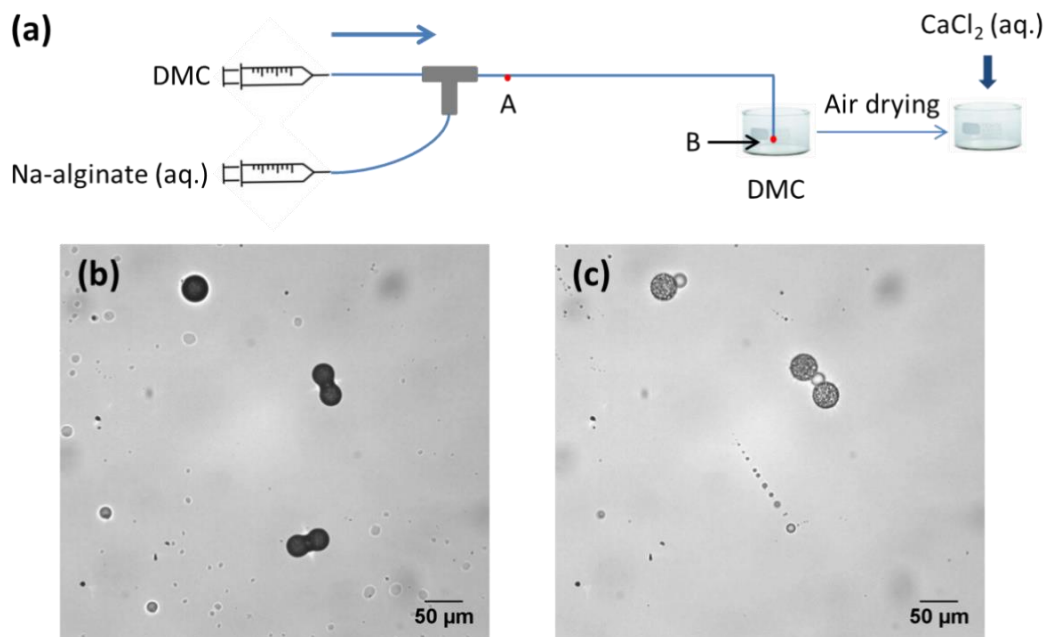 (a)
CaCl₂ (aq.)
DMC
A
Air drying
B
Na-alginate (aq.)
DMC
(b)
(c)
50 µm
50 µm